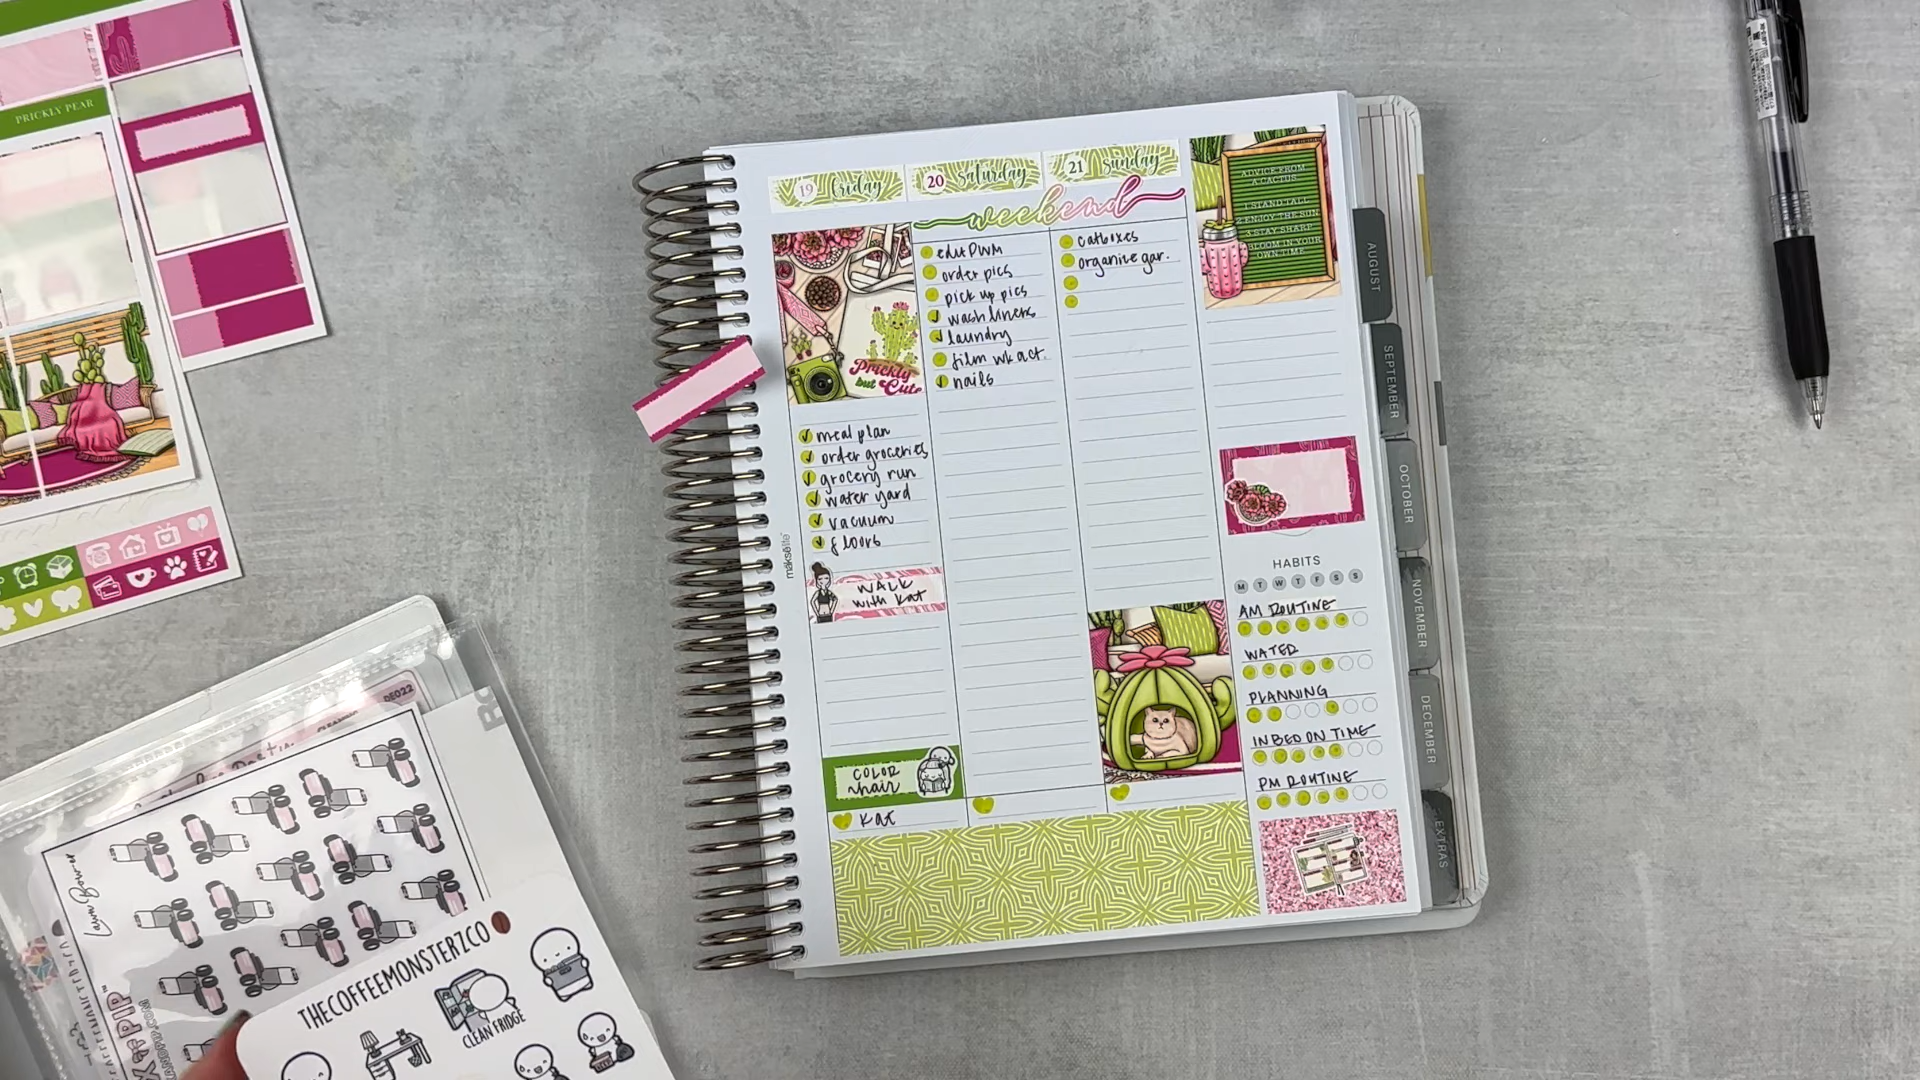 PRICKLY PEAR
19 friday
20 saturday
21 sunday
weekend
Prickly
but Cute
meal plan
order groceries
grocery run
water yard
vacuum
floors
WALK
with Kat
COLOR
hair
Kat
edit PWM
order pics
pick up pics
wash liners
laundry
film wk act.
nails
catboxes
organize gar.
ADVICE FROM
A CACTUS
STAND TALL
ENJOY THE SUN
STAY SHARP
BLOOM IN YOUR
OWN TIME
HABITS
M T W T F S S
AM ROUTINE
WATER
PLANNING
IN BED ON TIME
PM ROUTINE
AUGUST
SEPTEMBER
OCTOBER
NOVEMBER
DECEMBER
EXTRAS
makselife
DE022
CLEANING
THECOFFEEMONSTERZCO
CLEAN FRIDGE